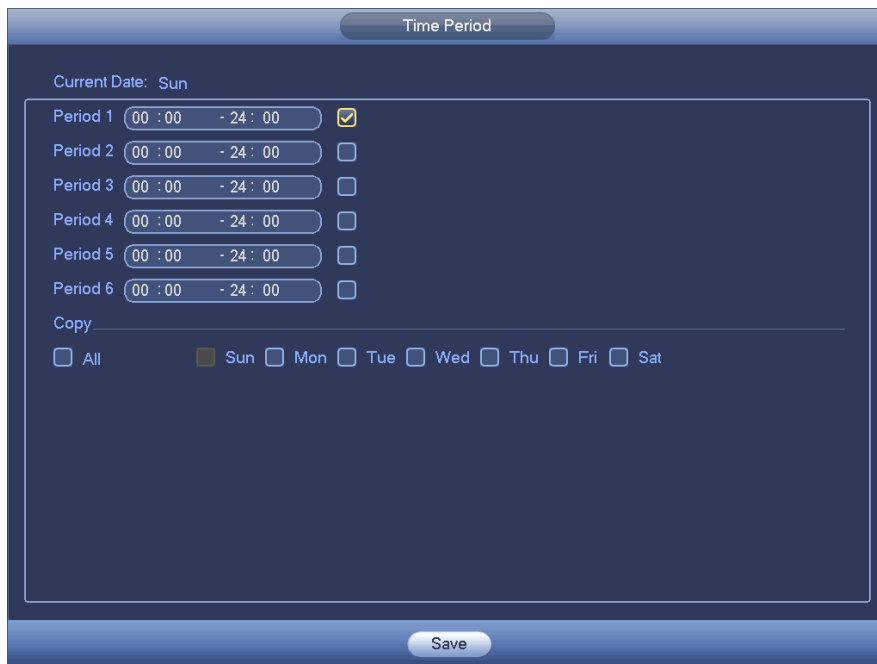 Time Period
Current Date: Sun
Period 1 00 :00 - 24 : 00
Period 2 00 :00 - 24 : 00
Period 3 00 :00 - 24 : 00
Period 4 00 :00 - 24 : 00
Period 5 00 :00 - 24 : 00
Period 6 00 :00 - 24 : 00
Copy
All Sun Mon Tue Wed Thu Fri Sat
Save